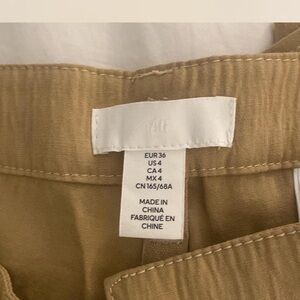 H&M
EUR 36
US 4
CA 4
MX 4
CN 165/68A
MADE IN
CHINA
FABRIQUÉ EN
CHINE